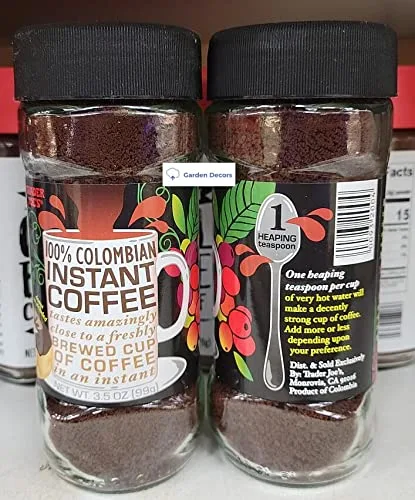 Garden Decors
100% COLOMBIAN
INSTANT
COFFEE
tastes amazingly
close to a freshly
BREWED CUP
OF COFFEE
in an instant
NET WT. 3.5 OZ (99g)
1
HEAPING
teaspoon
One heaping
teaspoon per cup
of very hot water will
make a decently
strong cup of coffee.
Add more or less
depending upon
your preference.
Dist. & Sold Exclusively
By: Trader Joe's,
Monrovia, CA 91016
Product of Colombia
Facts
15